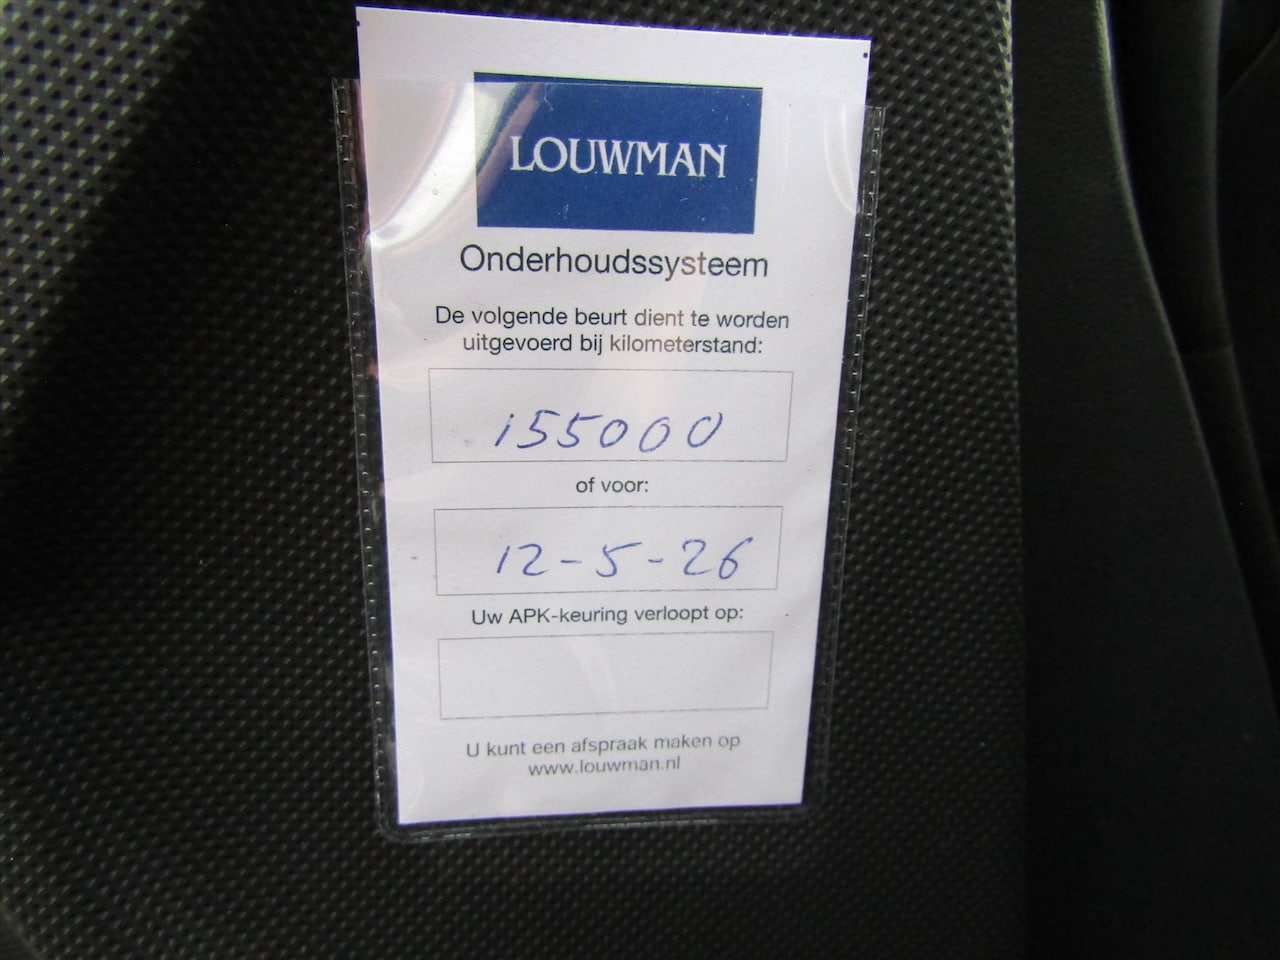 LOUWMAN
Onderhoudssysteem
De volgende beurt dient te worden
uitgevoerd bij kilometerstand:
155000
of voor:
12-5-26
Uw APK-keuring verloopt op:
U kunt een afspraak maken op
www.louwman.nl